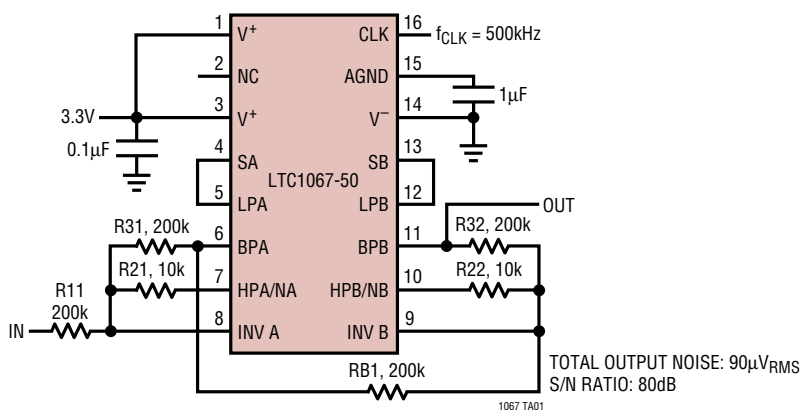 1
V+
CLK
16
fCLK = 500kHz
2
NC
AGND
15
1µF
3.3V
3
V+
V−
14
0.1µF
4
SA
SB
13
LTC1067-50
5
LPA
LPB
12
OUT
R31, 200k
6
BPA
BPB
11
R32, 200k
R21, 10k
7
HPA/NA
HPB/NB
10
R22, 10k
R11
200k
IN
8
INV A
INV B
9
RB1, 200k
TOTAL OUTPUT NOISE: 90µVRMS
S/N RATIO: 80dB
1067 TA01